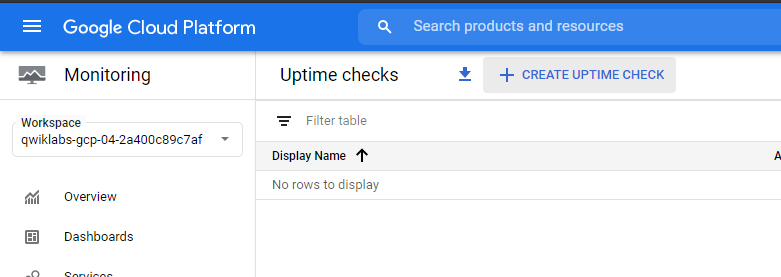 Google Cloud Platform
Search products and resources
Monitoring
Uptime checks
CREATE UPTIME CHECK
Workspace
qwiklabs-gcp-04-2a400c89c7af
Filter table
Display Name
A
No rows to display
Overview
Dashboards
Services